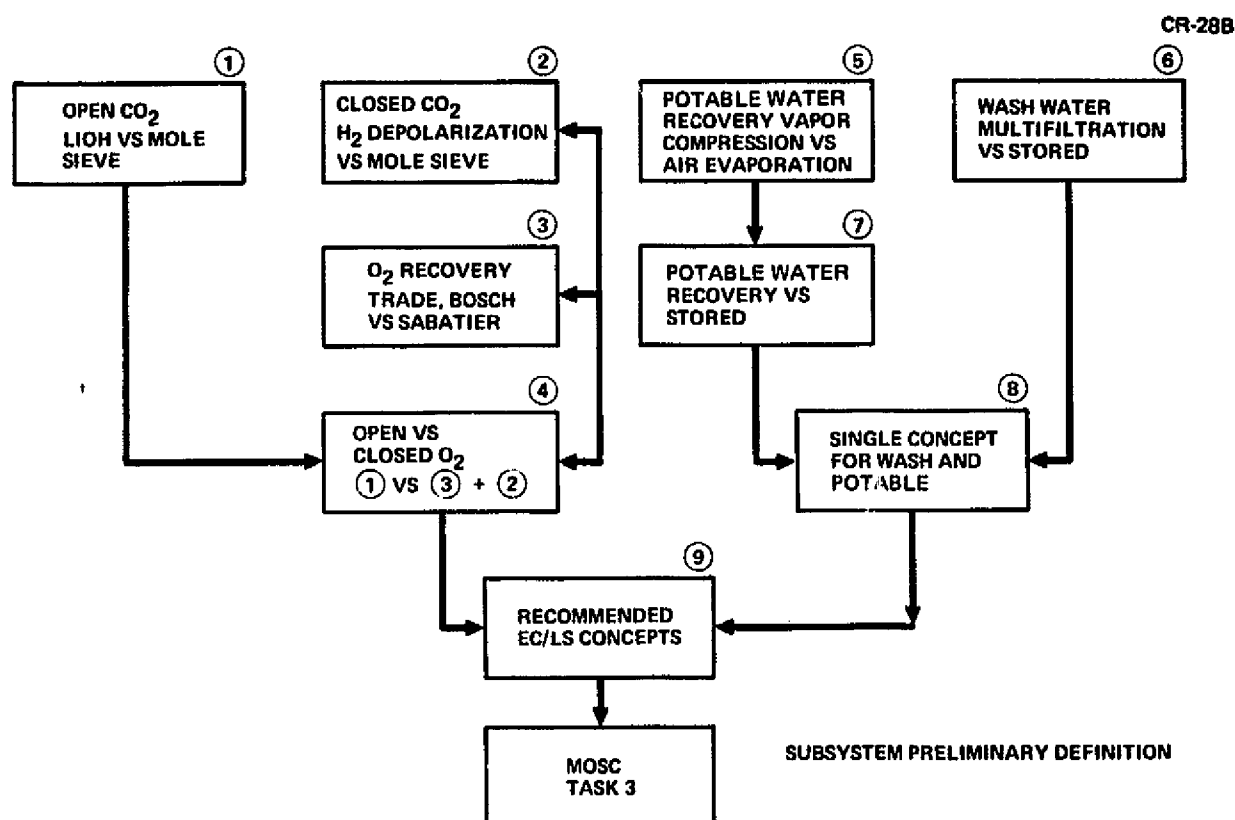 CR-28B
①
OPEN CO₂
LIOH VS MOLE
SIEVE
②
CLOSED CO₂
H₂ DEPOLARIZATION
VS MOLE SIEVE
⑤
POTABLE WATER
RECOVERY VAPOR
COMPRESSION VS
AIR EVAPORATION
⑥
WASH WATER
MULTIFILTRATION
VS STORED
③
O₂ RECOVERY
TRADE, BOSCH
VS SABATIER
⑦
POTABLE WATER
RECOVERY VS
STORED
④
OPEN VS
CLOSED O₂
① VS ③ + ②
⑧
SINGLE CONCEPT
FOR WASH AND
POTABLE
⑨
RECOMMENDED
EC/LS CONCEPTS
MOSC
TASK 3
SUBSYSTEM PRELIMINARY DEFINITION